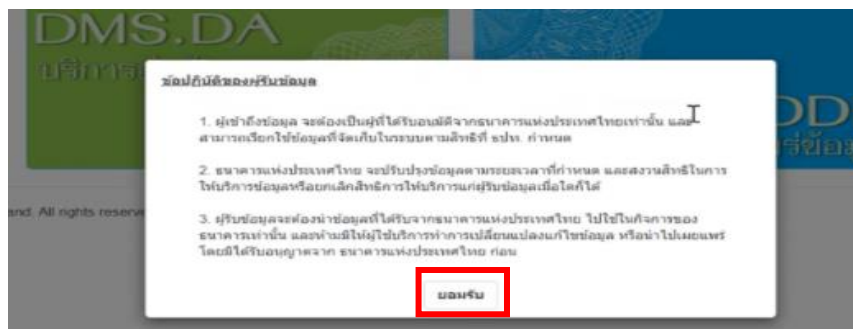 DMS.DA
บริการ
ข้อปฏิบัติของผู้รับข้อมูล
1. ผู้เข้าถึงข้อมูล จะต้องเป็นผู้ที่ได้รับอนุมัติจากธนาคารแห่งประเทศไทยเท่านั้น และ
สามารถเรียกใช้ข้อมูลที่จัดเก็บในระบบตามสิทธิที่ ธปท. กำหนด
2. ธนาคารแห่งประเทศไทย จะปรับปรุงข้อมูลตามระยะเวลาที่กำหนด และสงวนสิทธิในการ
ให้บริการข้อมูลหรือยกเลิกสิทธิการให้บริการแก่ผู้รับข้อมูลเมื่อใดก็ได้
and. All rights reserve
3. ผู้รับข้อมูลจะต้องนำข้อมูลที่ได้รับจากธนาคารแห่งประเทศไทย ไปใช้ในกิจการของ
ธนาคารเท่านั้น และห้ามมิให้ผู้ใช้บริการทำการเปลี่ยนแปลงแก้ไขข้อมูล หรือนำไปเผยแพร่
โดยมิได้รับอนุญาตจาก ธนาคารแห่งประเทศไทย ก่อน
ยอมรับ